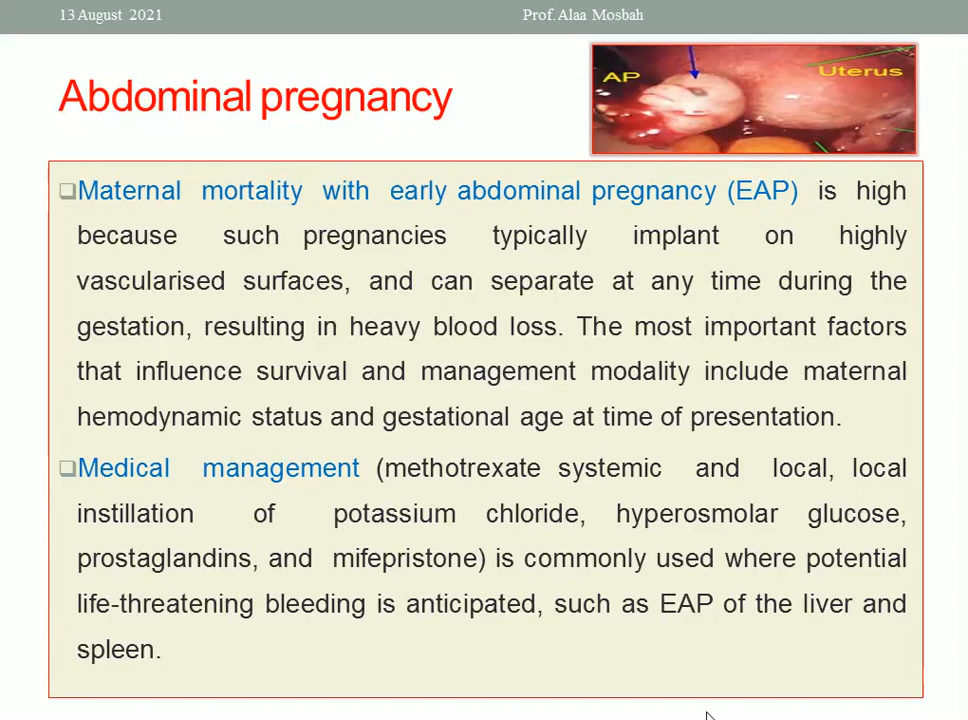 13 August 2021
Prof. Alaa Mosbah
Abdominal pregnancy
AP
Uterus
Maternal mortality with early abdominal pregnancy (EAP) is high
because such pregnancies typically implant on highly
vascularised surfaces, and can separate at any time during the
gestation, resulting in heavy blood loss. The most important factors
that influence survival and management modality include maternal
hemodynamic status and gestational age at time of presentation.
Medical management (methotrexate systemic and local, local
instillation of potassium chloride, hyperosmolar glucose,
prostaglandins, and mifepristone) is commonly used where potential
life-threatening bleeding is anticipated, such as EAP of the liver and
spleen.